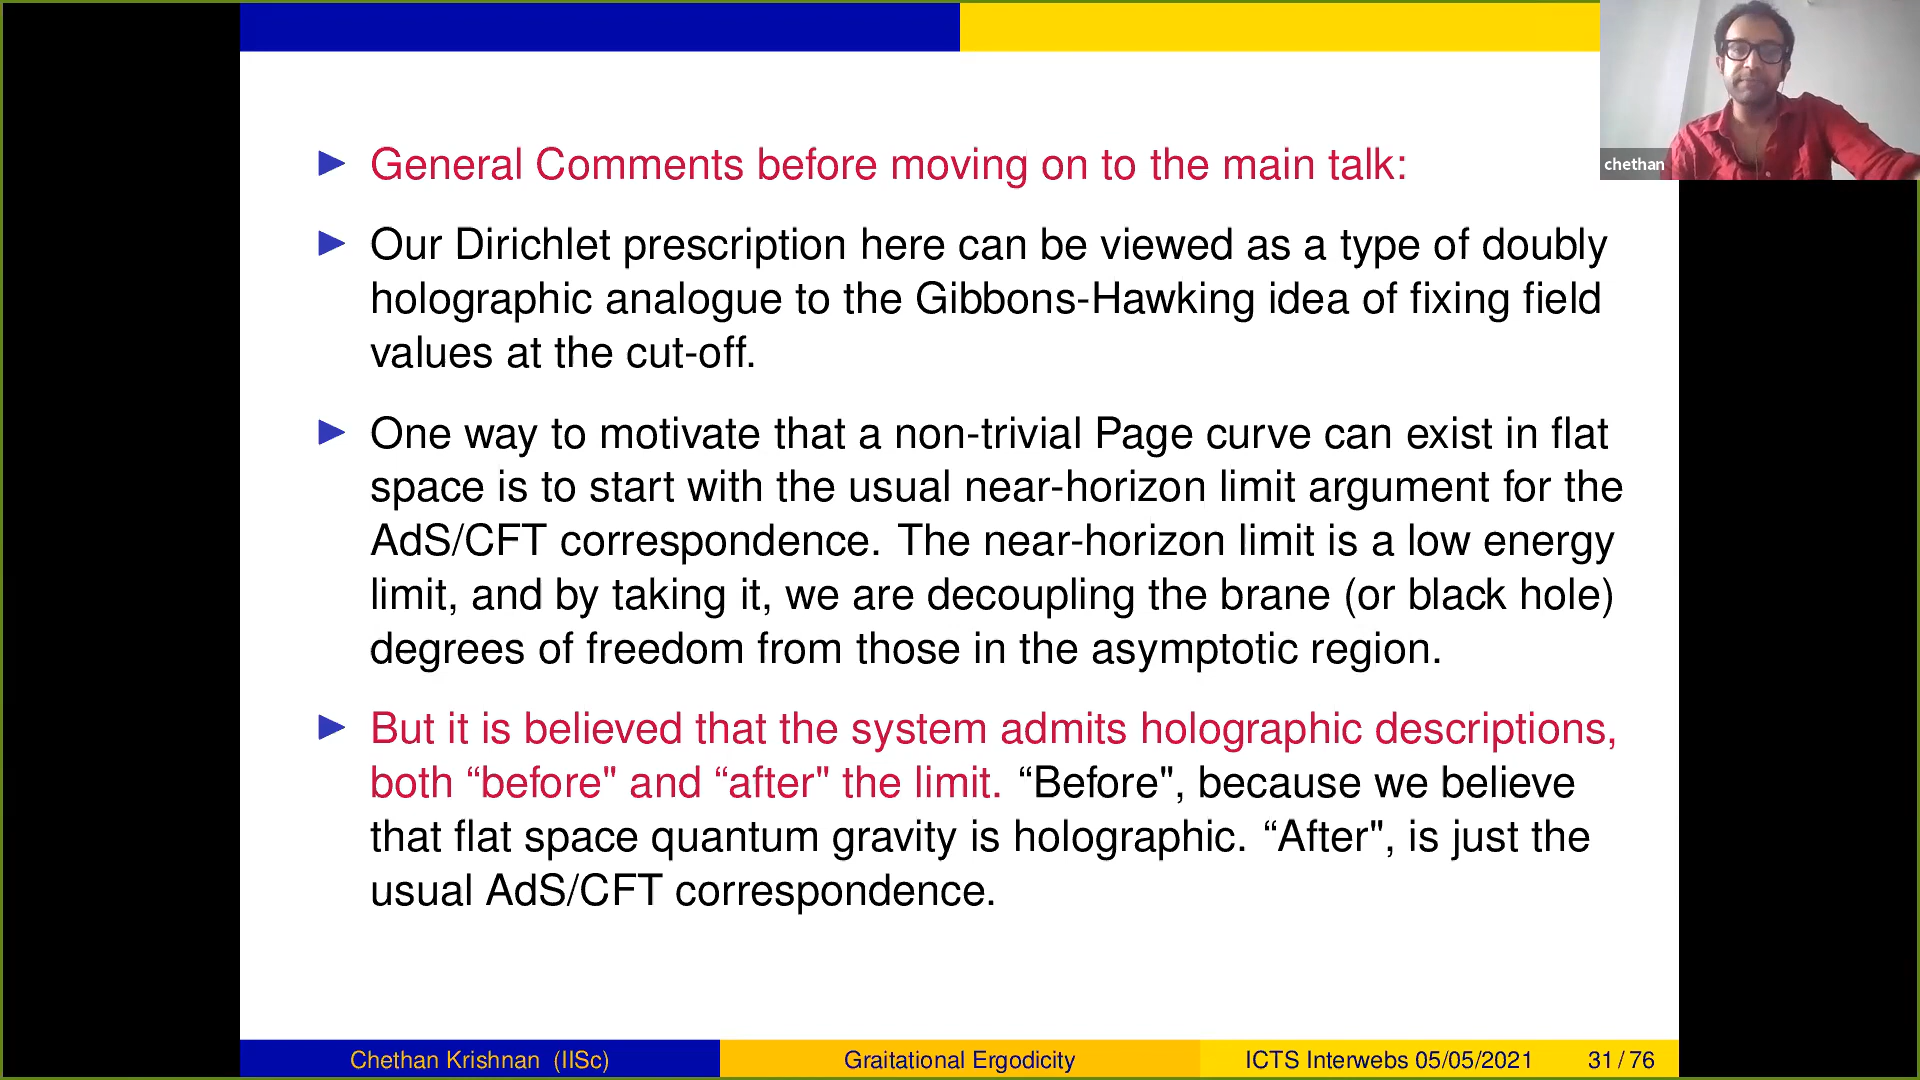 chethan
General Comments before moving on to the main talk:
Our Dirichlet prescription here can be viewed as a type of doubly
holographic analogue to the Gibbons-Hawking idea of fixing field
values at the cut-off.
One way to motivate that a non-trivial Page curve can exist in flat
space is to start with the usual near-horizon limit argument for the
AdS/CFT correspondence. The near-horizon limit is a low energy
limit, and by taking it, we are decoupling the brane (or black hole)
degrees of freedom from those in the asymptotic region.
But it is believed that the system admits holographic descriptions,
both “before" and “after" the limit. “Before", because we believe
that flat space quantum gravity is holographic. “After", is just the
usual AdS/CFT correspondence.
Chethan Krishnan (IISc) Graitational Ergodicity ICTS Interwebs 05/05/2021 31 / 76